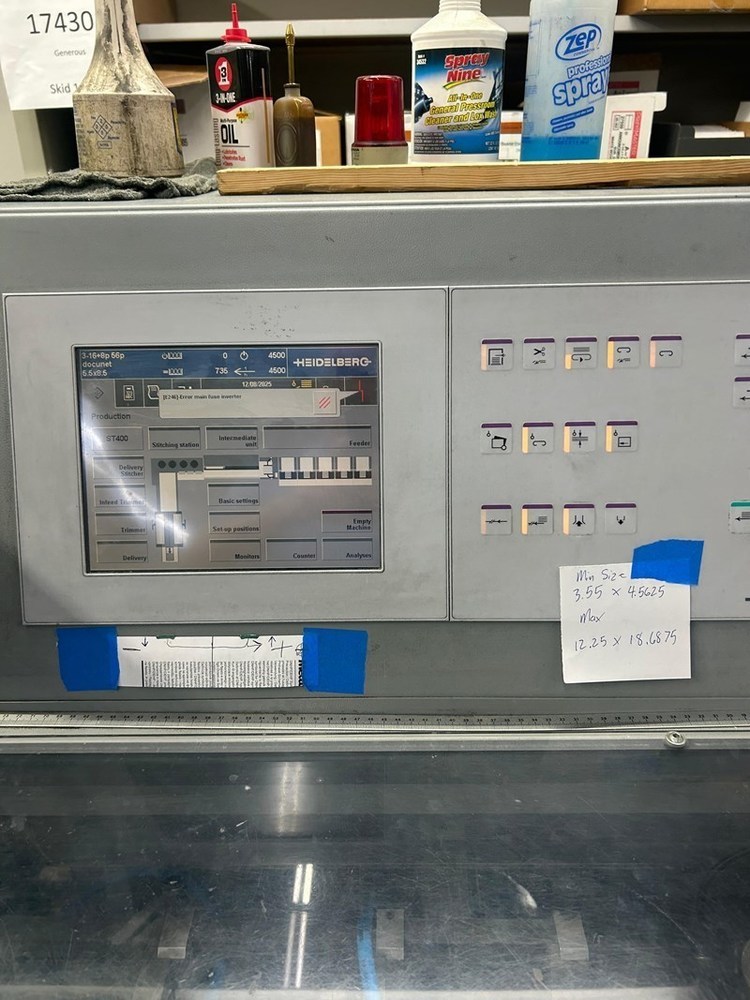 17430
Generous
Skid 1
3-IN-ONE
OIL
Spray
Nine
All-in-One
General Pressroom
Cleaner and
ZEP
professional
spray
3-16+8p 56p
docunet
5.5x8.5
0
4500
735
4500
HEIDELBERG
12/08/2025
[E246] Error main fuse inverter
Production
ST400
Stitching station
Intermediate
unit
Feeder
Delivery
Stitcher
Infeed Trimmer
Trimmer
Delivery
Basic settings
Set-up positions
Monitors
Counter
Empty
Machine
Analyses
Min Size
3.55 x 4.5625
Max
12.25 x 18.6875